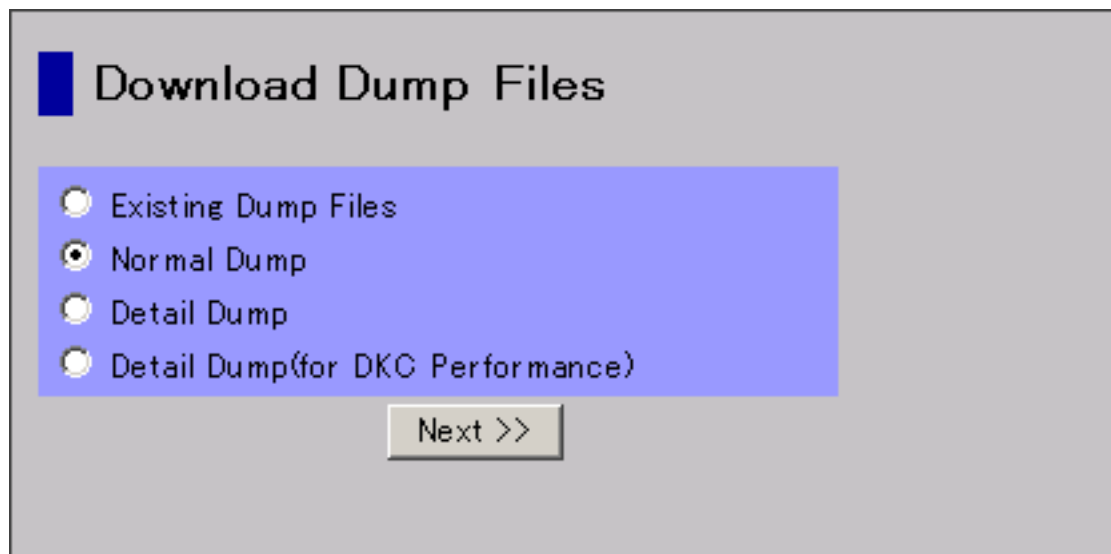 Download Dump Files
Existing Dump Files
Normal Dump
Detail Dump
Detail Dump(for DKC Performance)
Next >>